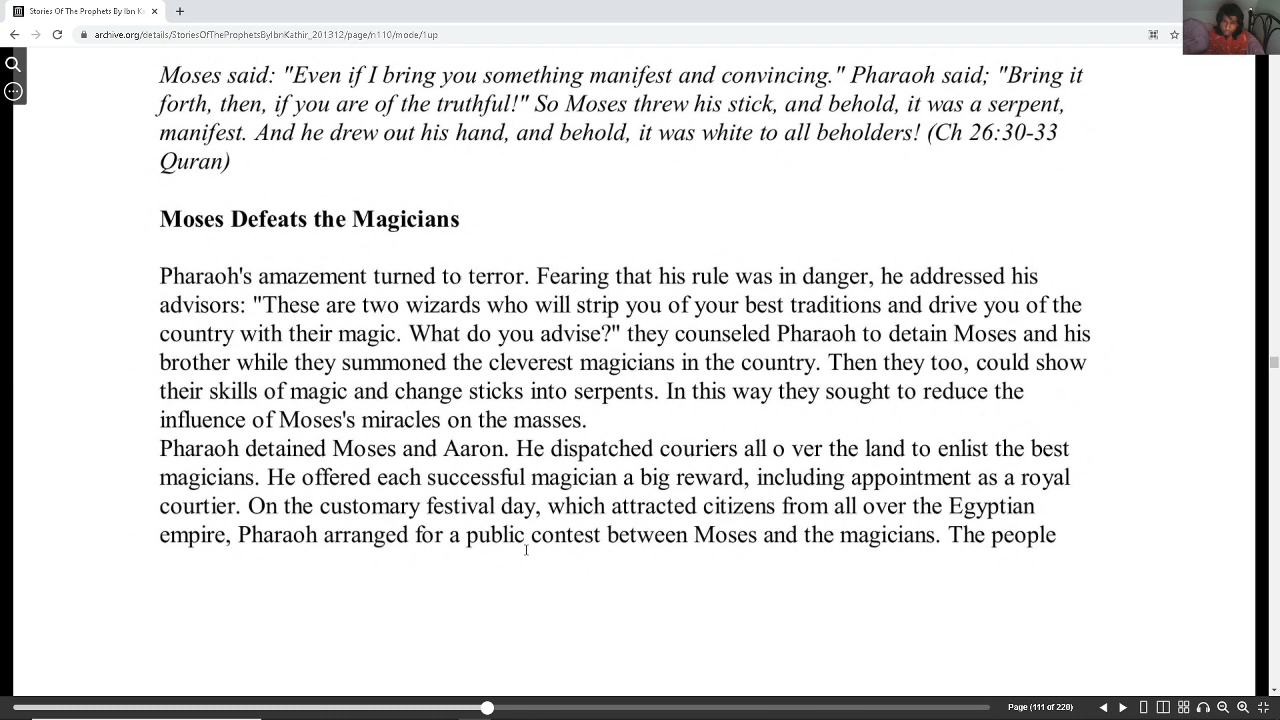 Stories Of The Prophets By Ibn K
archive.org/details/StoriesOfTheProphetsByIbnKathir_201312/page/n110/mode/1up
Moses said: "Even if I bring you something manifest and convincing." Pharaoh said; "Bring it
forth, then, if you are of the truthful!" So Moses threw his stick, and behold, it was a serpent,
manifest. And he drew out his hand, and behold, it was white to all beholders! (Ch 26:30-33
Quran)
Moses Defeats the Magicians
Pharaoh's amazement turned to terror. Fearing that his rule was in danger, he addressed his
advisors: "These are two wizards who will strip you of your best traditions and drive you of the
country with their magic. What do you advise?" they counseled Pharaoh to detain Moses and his
brother while they summoned the cleverest magicians in the country. Then they too, could show
their skills of magic and change sticks into serpents. In this way they sought to reduce the
influence of Moses's miracles on the masses.
Pharaoh detained Moses and Aaron. He dispatched couriers all o ver the land to enlist the best
magicians. He offered each successful magician a big reward, including appointment as a royal
courtier. On the customary festival day, which attracted citizens from all over the Egyptian
empire, Pharaoh arranged for a public contest between Moses and the magicians. The people
Page (111 of 228)